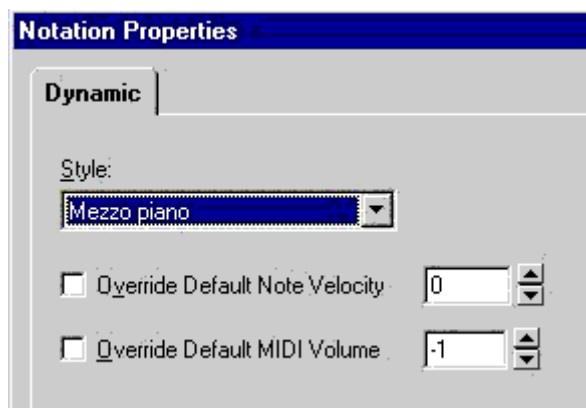 Notation Properties
Dynamic
Style:
Mezzo piano
Override Default Note Velocity 0
Override Default MIDI Volume -1